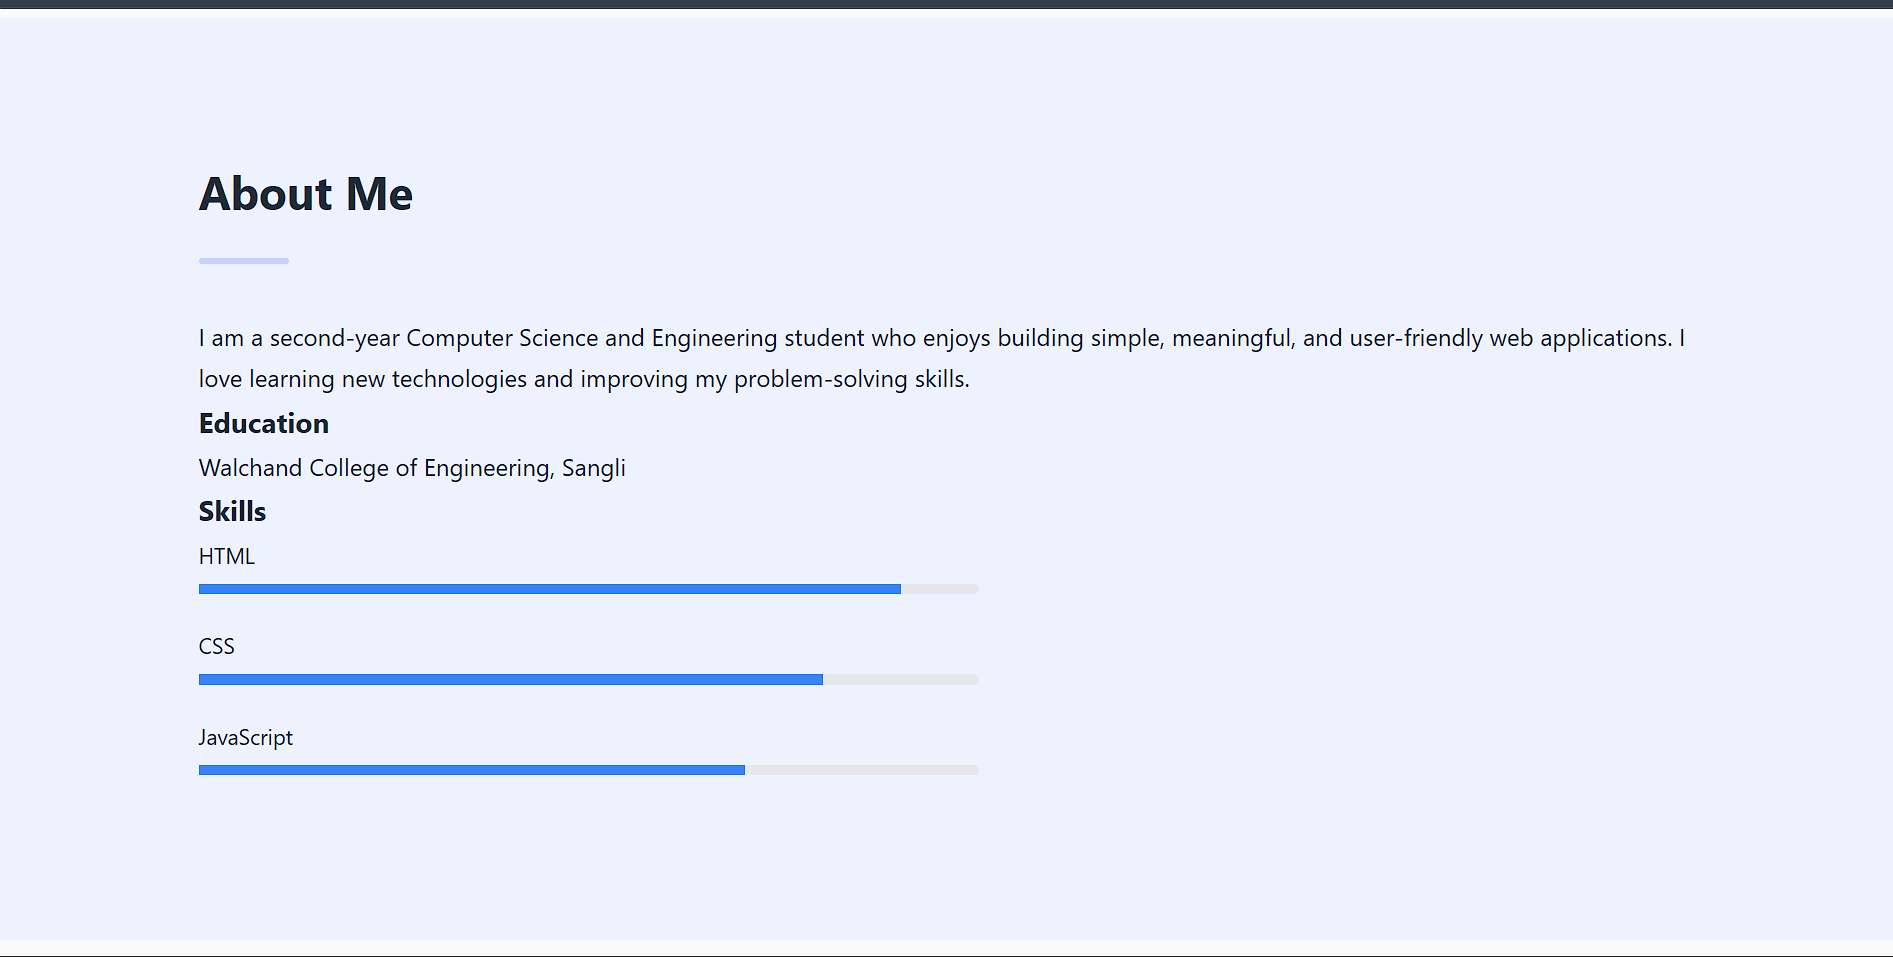 About Me
I am a second-year Computer Science and Engineering student who enjoys building simple, meaningful, and user-friendly web applications. I
love learning new technologies and improving my problem-solving skills.
Education
Walchand College of Engineering, Sangli
Skills
HTML
CSS
JavaScript